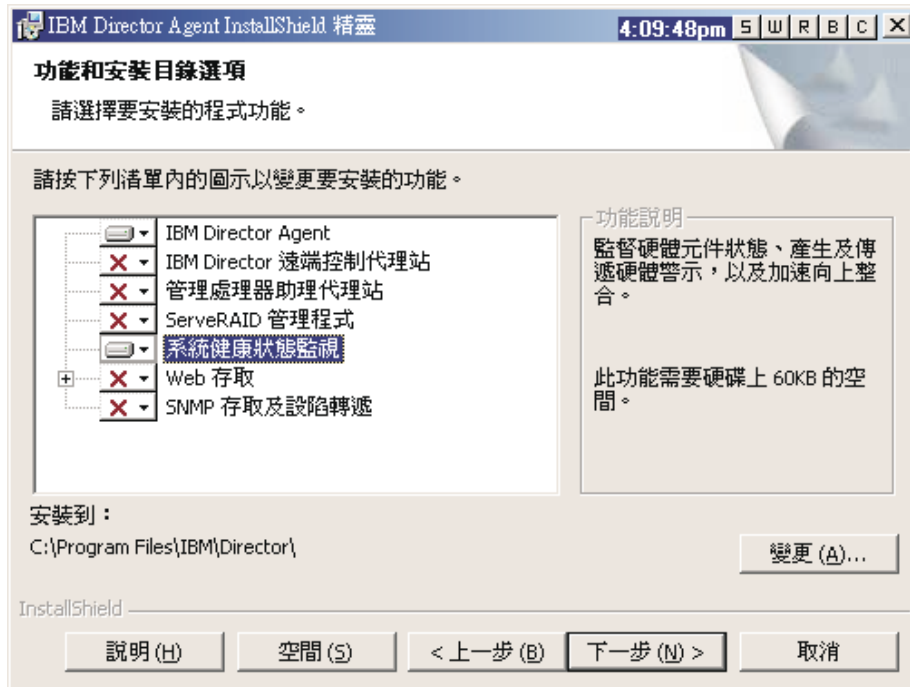 IBM Director Agent InstallShield 精靈
4:09:48pm S W R B C X
功能和安裝目錄選項
請選擇要安裝的程式功能。
請按下列清單內的圖示以變更要安裝的功能。
IBM Director Agent
IBM Director 遠端控制代理站
管理處理器助理代理站
ServeRAID 管理程式
系統健康狀態監視
Web 存取
SNMP 存取及設陷轉遞
功能說明
監督硬體元件狀態、產生及傳
遞硬體警示,以及加速向上整
合。
此功能需要硬碟上 60KB 的空
間。
安裝到:
C:\Program Files\IBM\Director\
變更(A)...
InstallShield
說明(H)
空間(S)
< 上一步(B)
下一步(N) >
取消